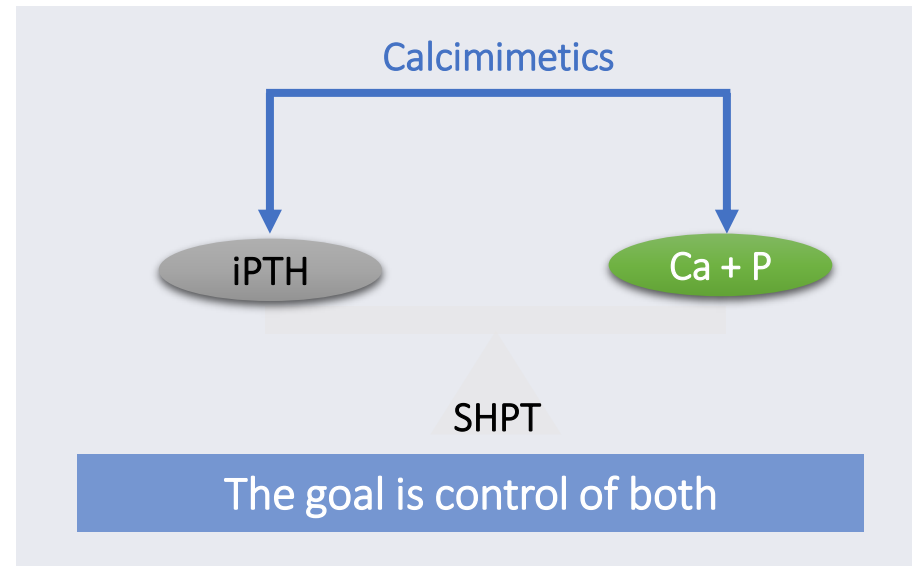 Calcimimetics
iPTH
Ca + P
SHPT
The goal is control of both